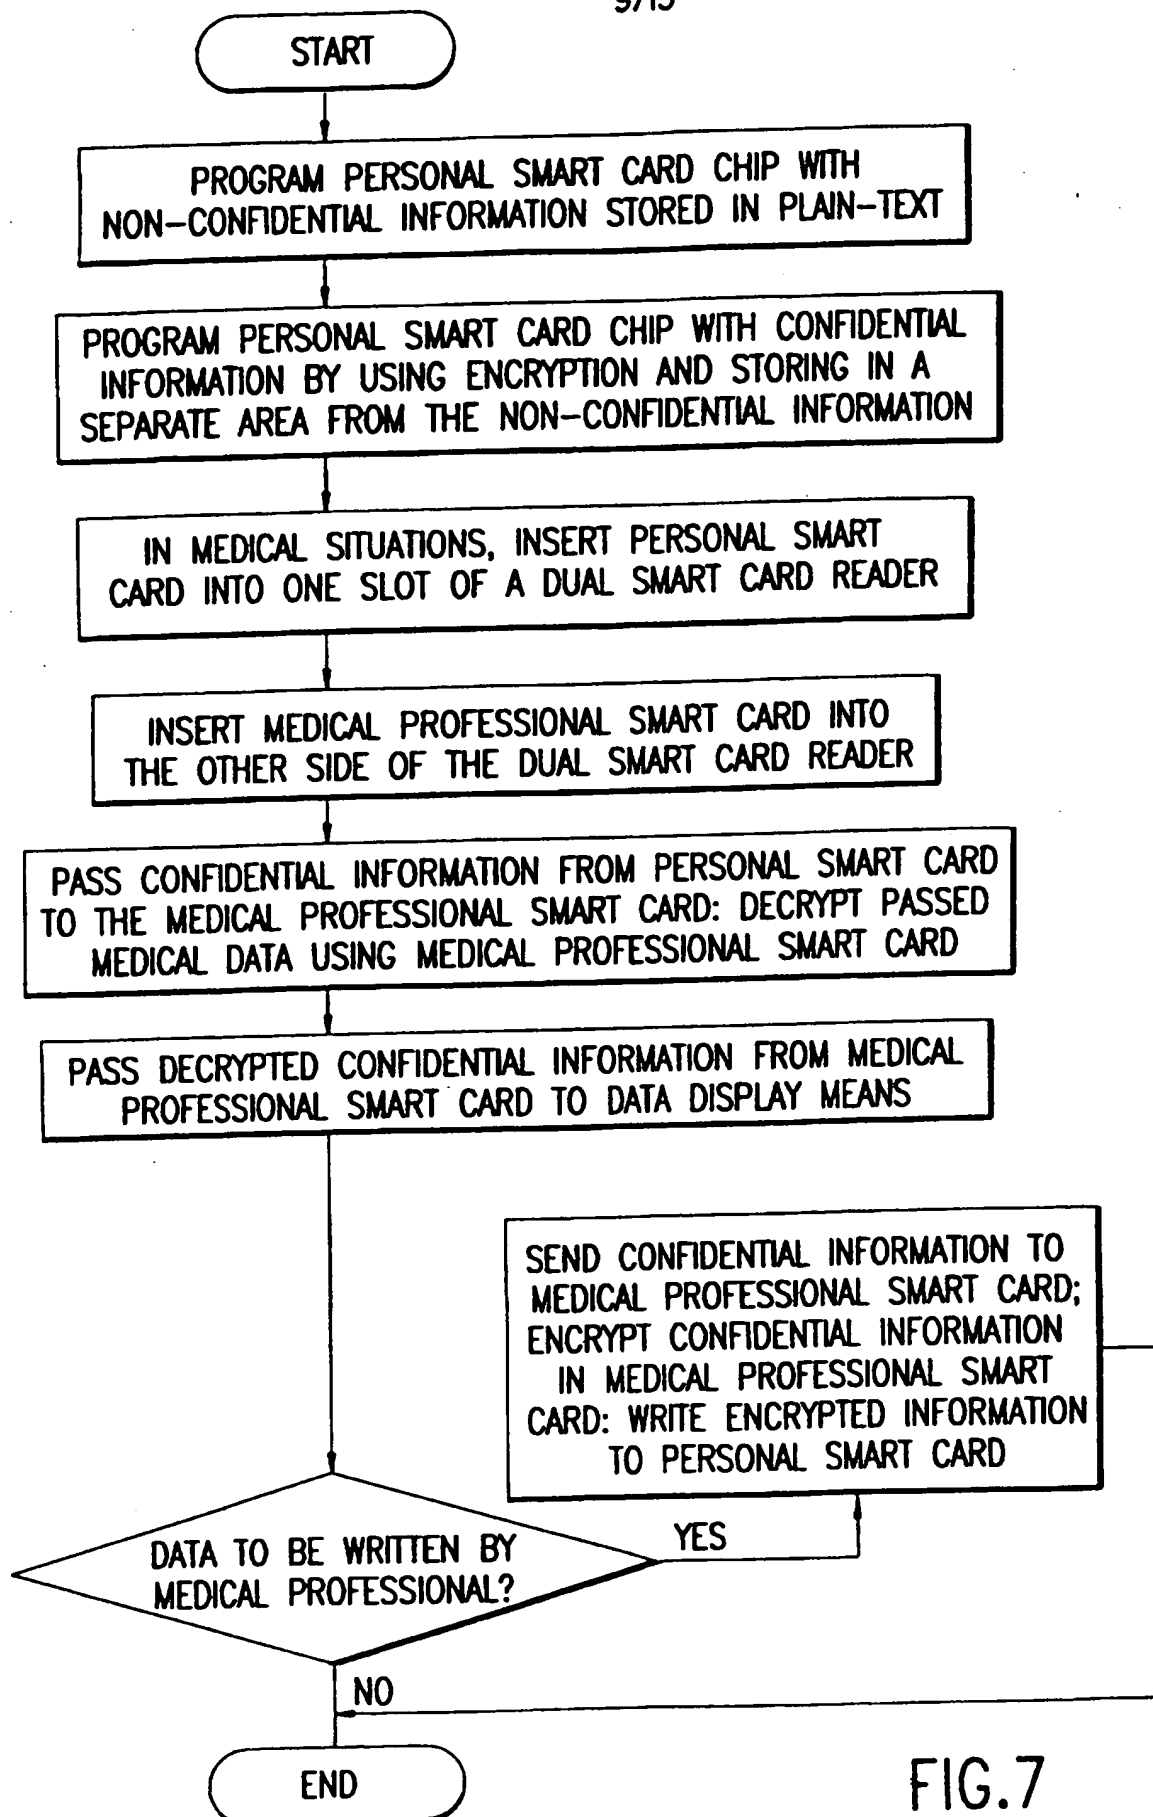 START
PROGRAM PERSONAL SMART CARD CHIP WITH
NON-CONFIDENTIAL INFORMATION STORED IN PLAIN-TEXT
PROGRAM PERSONAL SMART CARD CHIP WITH CONFIDENTIAL
INFORMATION BY USING ENCRYPTION AND STORING IN A
SEPARATE AREA FROM THE NON-CONFIDENTIAL INFORMATION
IN MEDICAL SITUATIONS, INSERT PERSONAL SMART
CARD INTO ONE SLOT OF A DUAL SMART CARD READER
INSERT MEDICAL PROFESSIONAL SMART CARD INTO
THE OTHER SIDE OF THE DUAL SMART CARD READER
PASS CONFIDENTIAL INFORMATION FROM PERSONAL SMART CARD
TO THE MEDICAL PROFESSIONAL SMART CARD: DECRYPT PASSED
MEDICAL DATA USING MEDICAL PROFESSIONAL SMART CARD
PASS DECRYPTED CONFIDENTIAL INFORMATION FROM MEDICAL
PROFESSIONAL SMART CARD TO DATA DISPLAY MEANS
SEND CONFIDENTIAL INFORMATION TO
MEDICAL PROFESSIONAL SMART CARD;
ENCRYPT CONFIDENTIAL INFORMATION
IN MEDICAL PROFESSIONAL SMART
CARD: WRITE ENCRYPTED INFORMATION
TO PERSONAL SMART CARD
YES
DATA TO BE WRITTEN BY
MEDICAL PROFESSIONAL?
NO
END
FIG.7